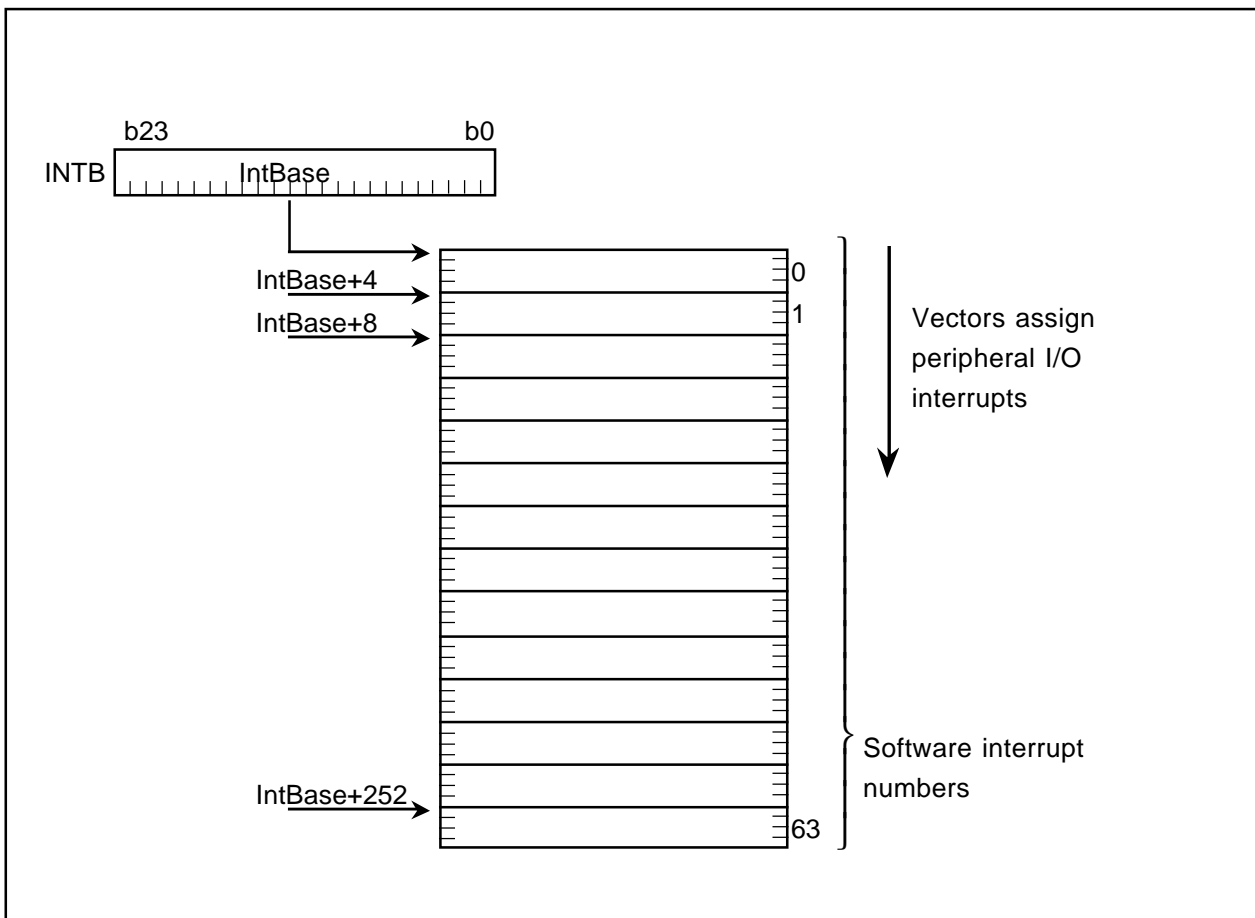 b23 b0
INTB IntBase
IntBase+4
0
IntBase+8
1
Vectors assign
peripheral I/O
interrupts
Software interrupt
numbers
IntBase+252
63